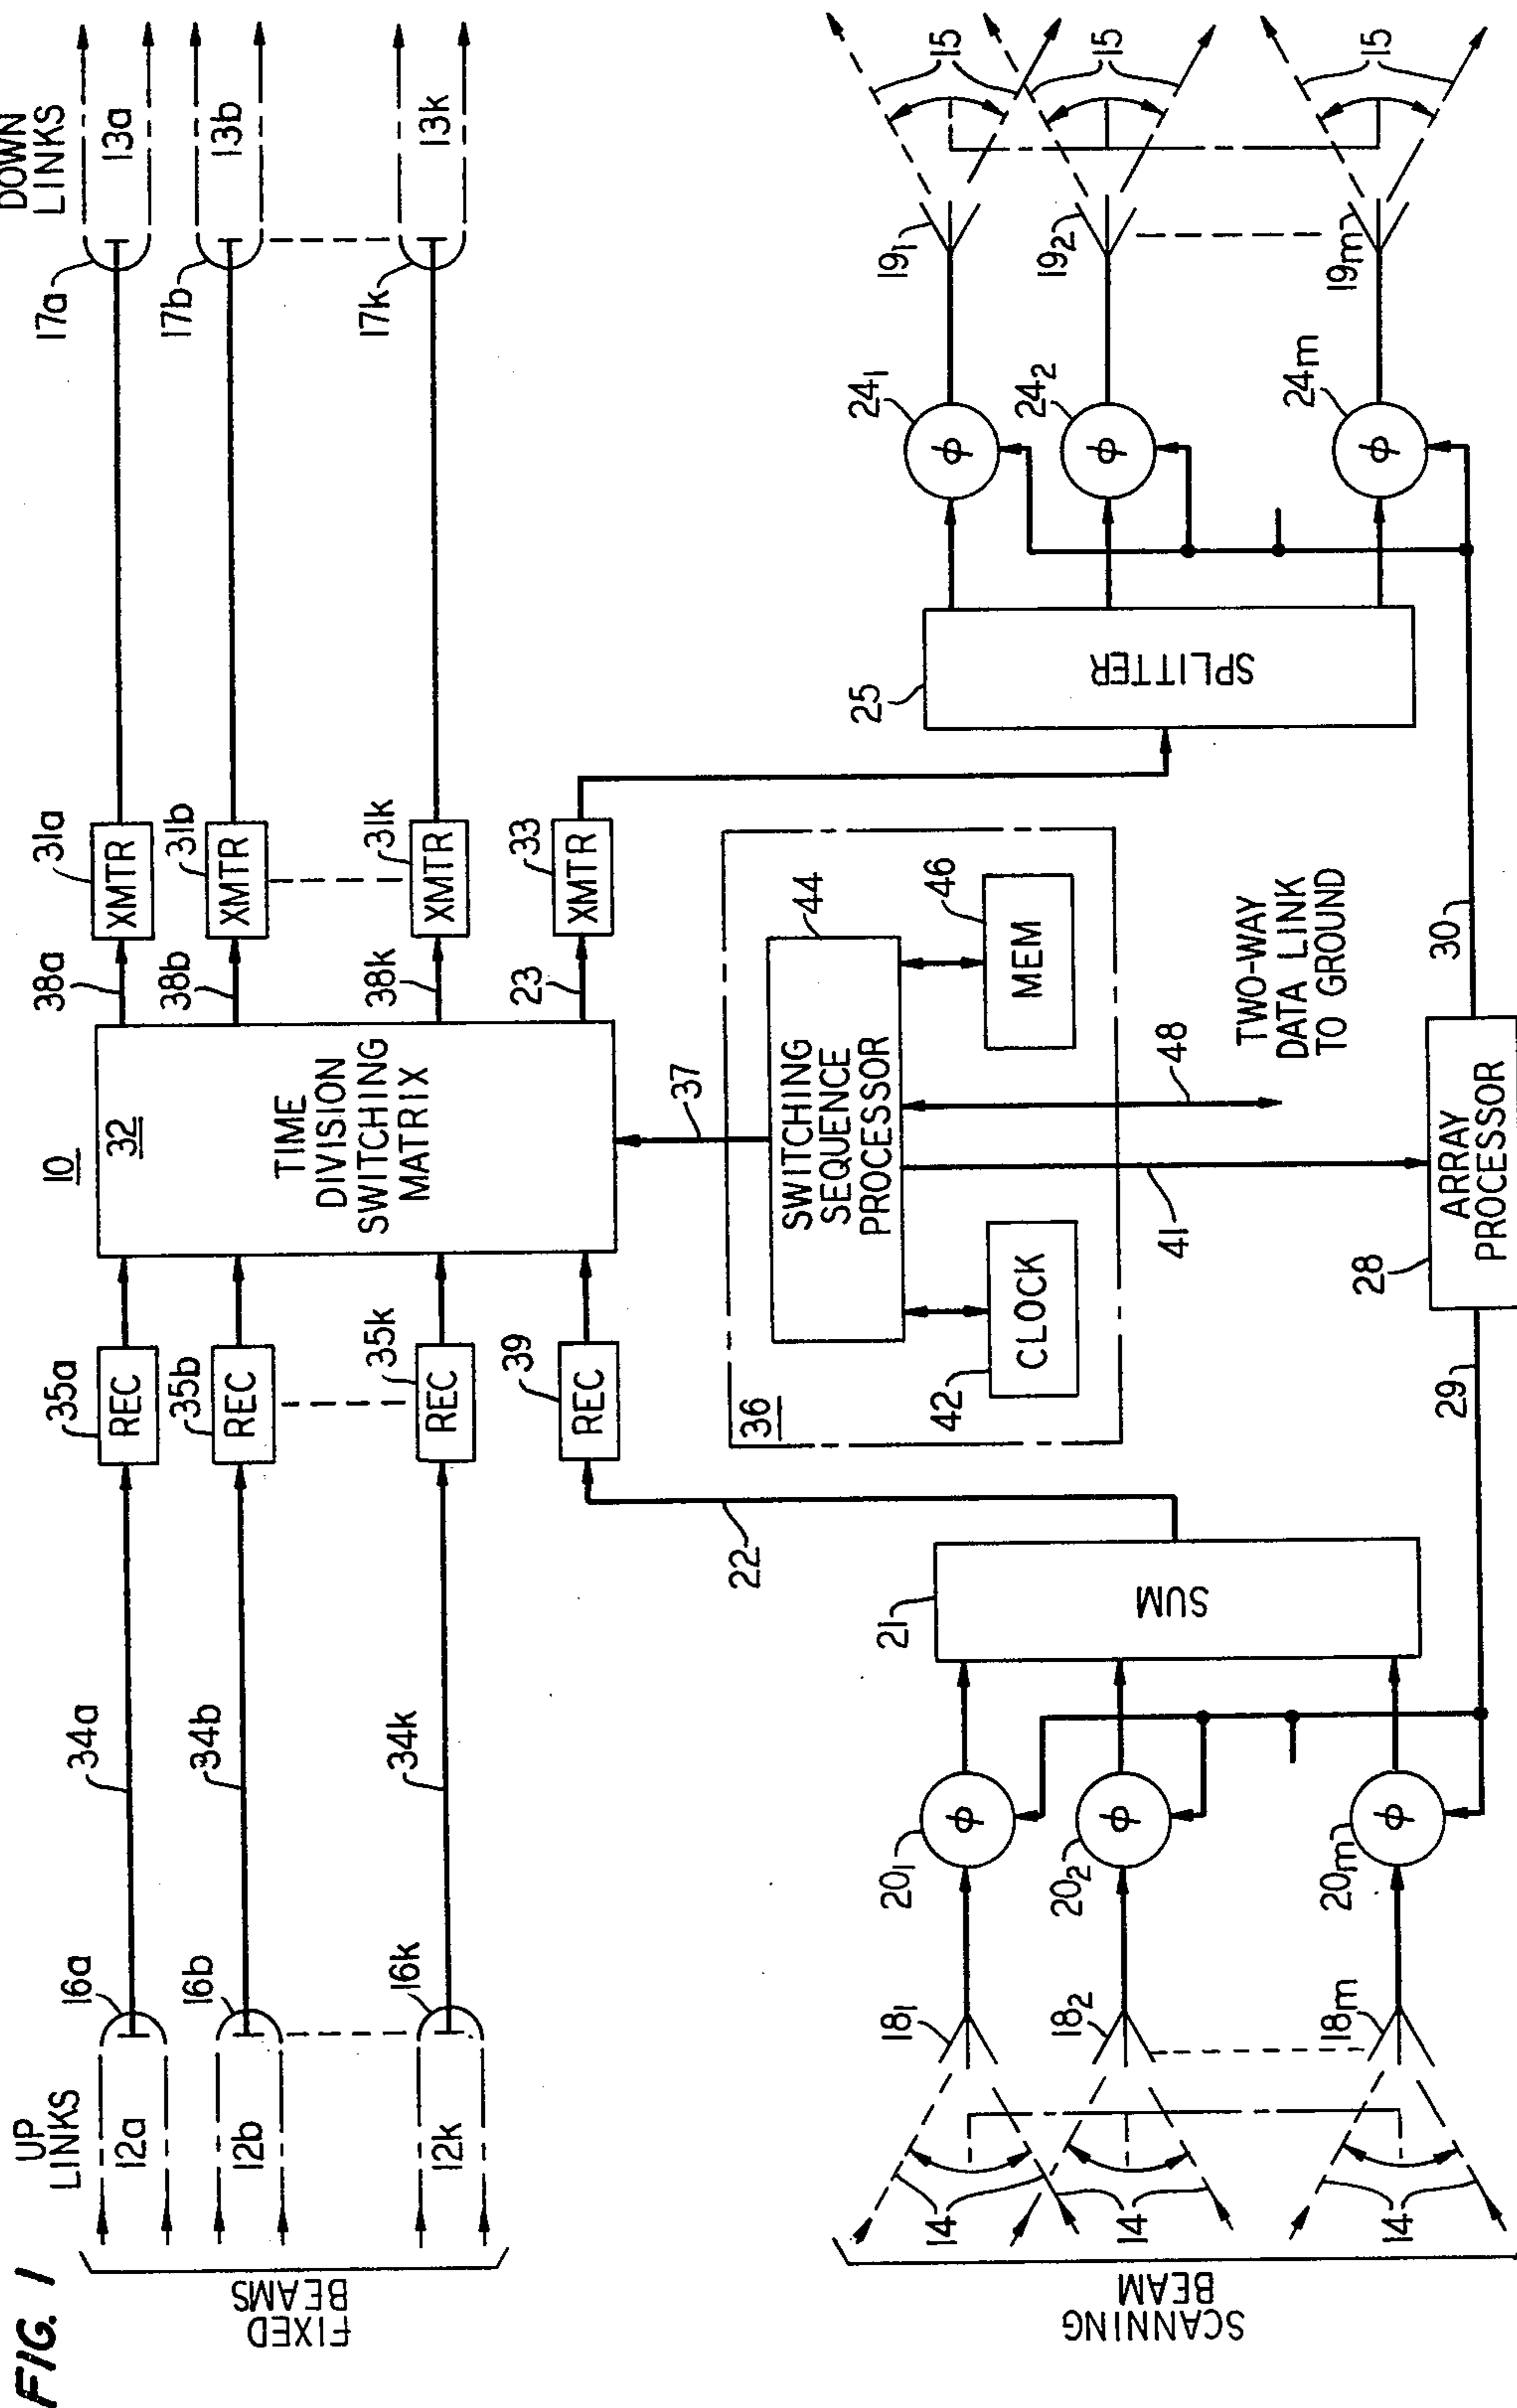 FIG. 1
UP
LINKS
DOWN
LINKS
FIXED
BEAMS
12a
16a
34a
35a
REC
38a
31a
XMTR
17a
13a
12b
16b
34b
35b
REC
38b
31b
XMTR
17b
13b
12k
16k
34k
35k
REC
38k
31k
XMTR
17k
13k
10
32
TIME
DIVISION
SWITCHING
MATRIX
39
REC
23
33
XMTR
22
37
36
42
CLOCK
44
SWITCHING
SEQUENCE
PROCESSOR
46
MEM
41
48
TWO-WAY
DATA LINK
TO GROUND
SCANNING
BEAM
14
18₁
20₁
14
18₂
20₂
14
18m
20m
21
SUM
25
SPLITTER
24₁
19₁
15
24₂
19₂
15
24m
19m
15
29
28
ARRAY
PROCESSOR
30